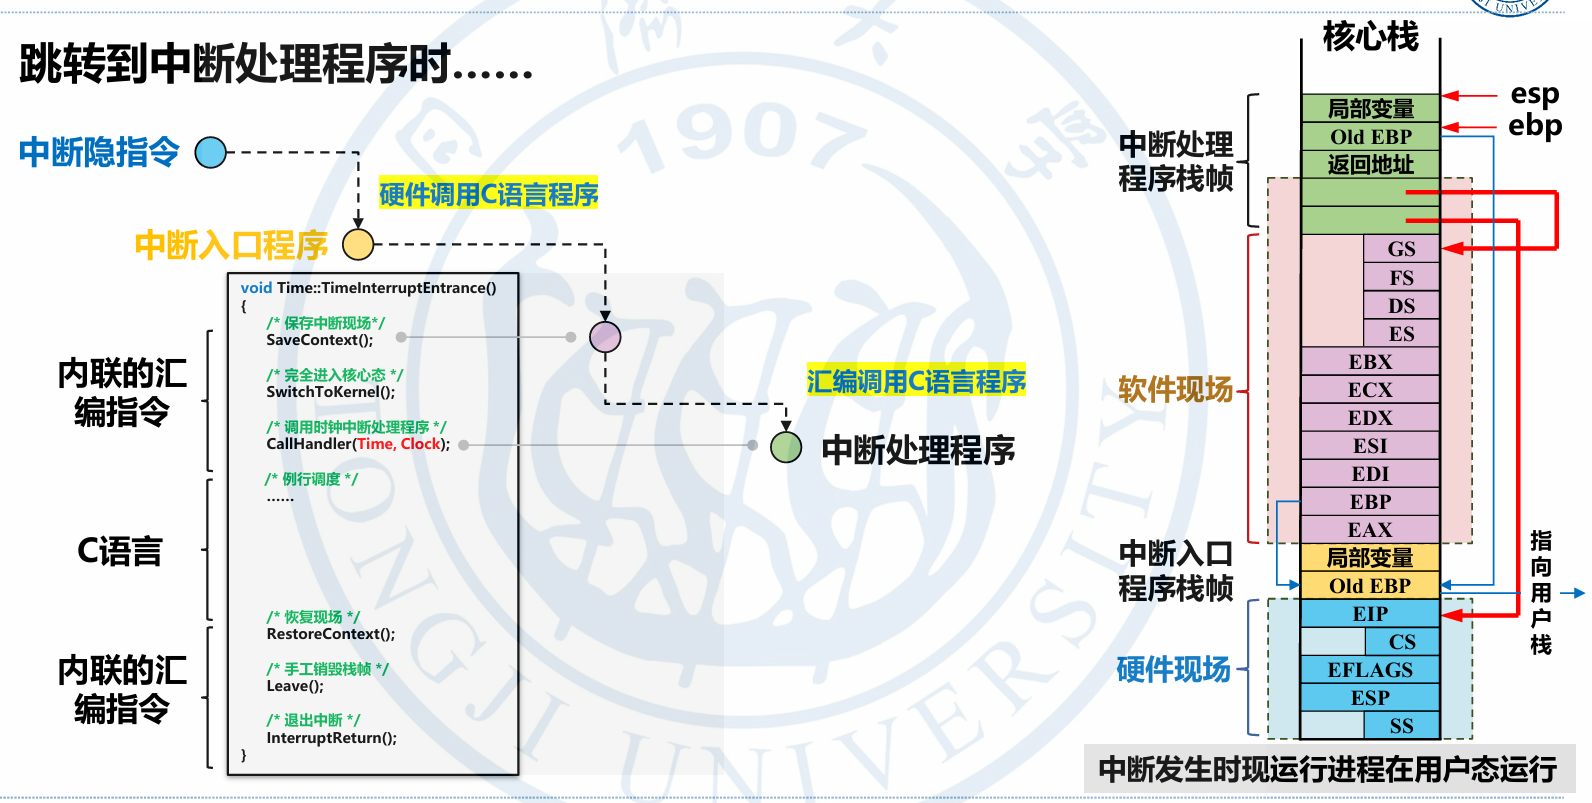 跳转到中断处理程序时……
中断隐指令
硬件调用C语言程序
中断入口程序
void Time::TimeInterruptEntrance()
{
/* 保存中断现场*/
SaveContext();
/* 完全进入核心态 */
SwitchToKernel();
/* 调用时钟中断处理程序 */
CallHandler(Time, Clock);
/* 例行调度 */
……
/* 恢复现场 */
RestoreContext();
/* 手工销毁栈帧 */
Leave();
/* 退出中断 */
InterruptReturn();
}
内联的汇
编指令
C语言
内联的汇
编指令
汇编调用C语言程序
中断处理程序
核心栈
esp
ebp
中断处理
程序栈帧
局部变量
Old EBP
返回地址
软件现场
GS
FS
DS
ES
EBX
ECX
EDX
ESI
EDI
EBP
EAX
中断入口
程序栈帧
局部变量
Old EBP
硬件现场
EIP
CS
EFLAGS
ESP
SS
指
向
用
户
栈
中断发生时现运行进程在用户态运行
1907
TONGJI UNIVERSITY